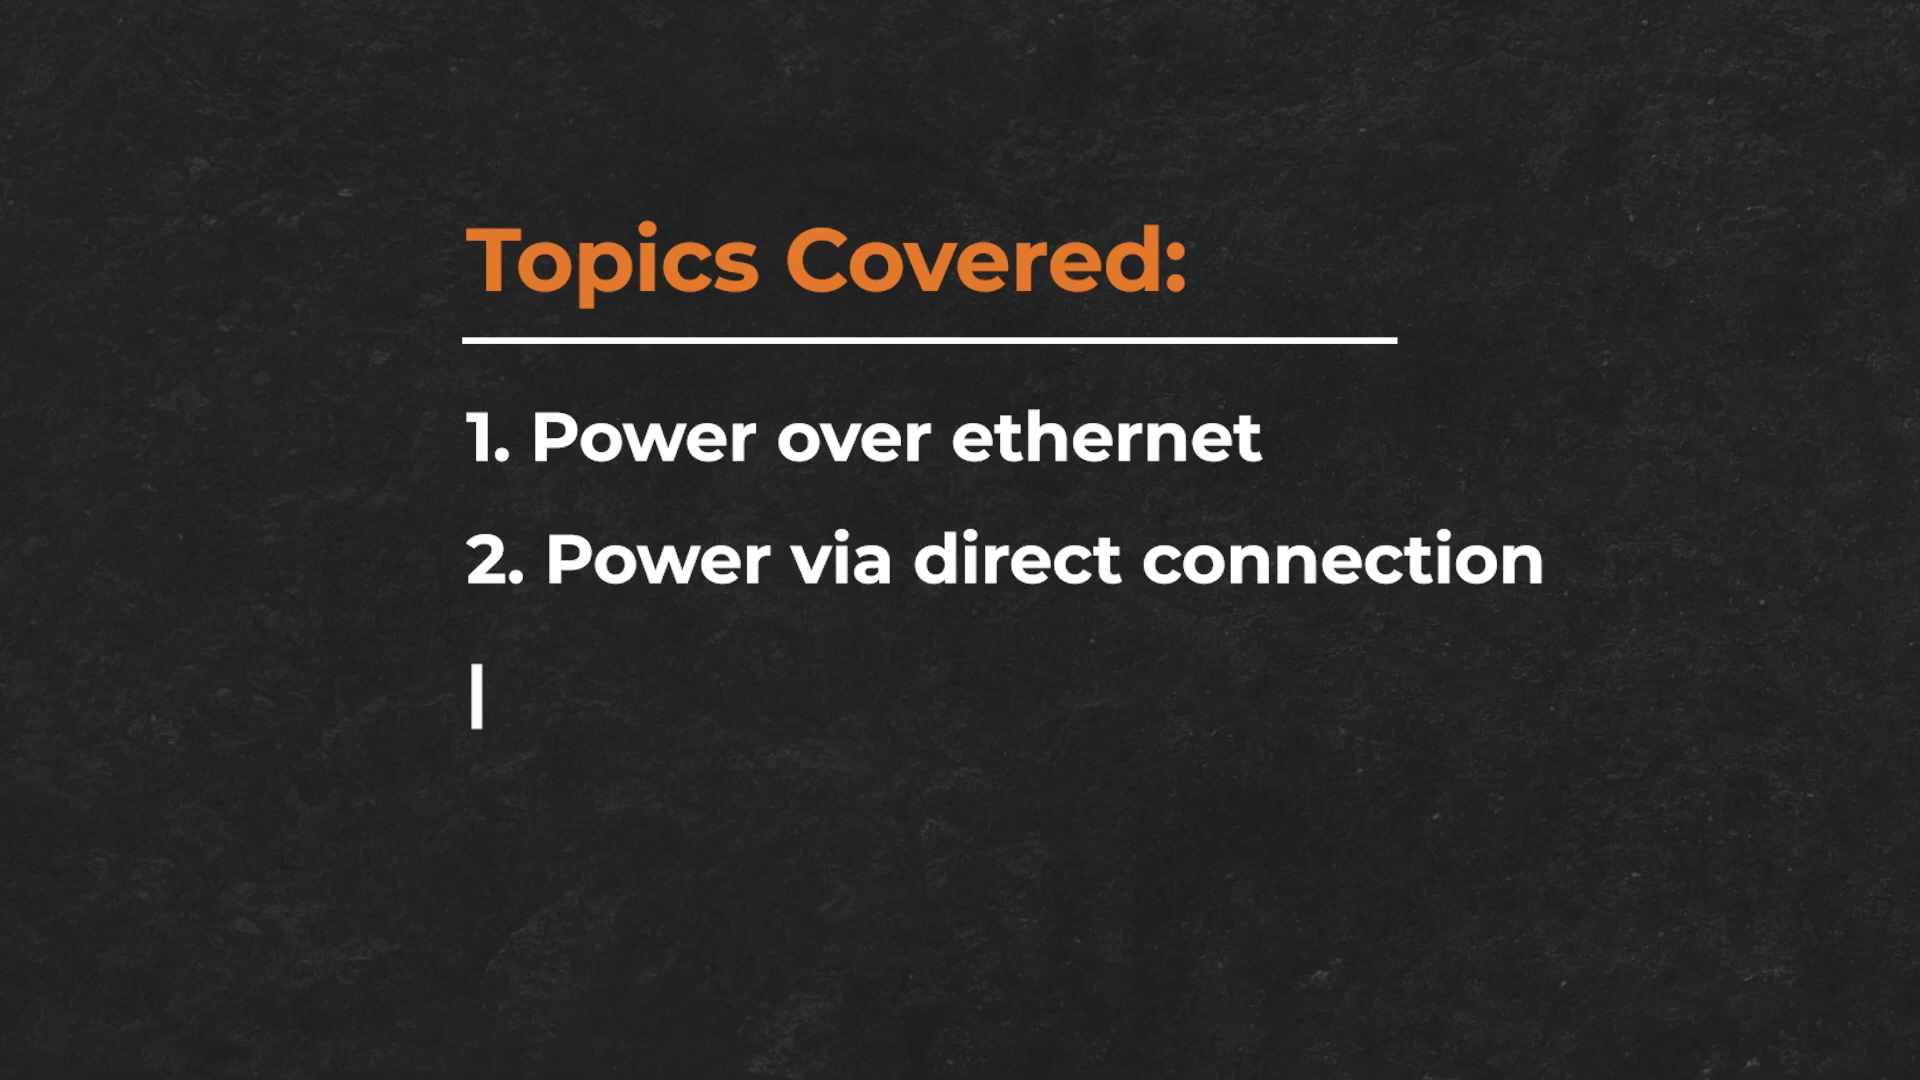 Topics Covered:
1. Power over ethernet
2. Power via direct connection